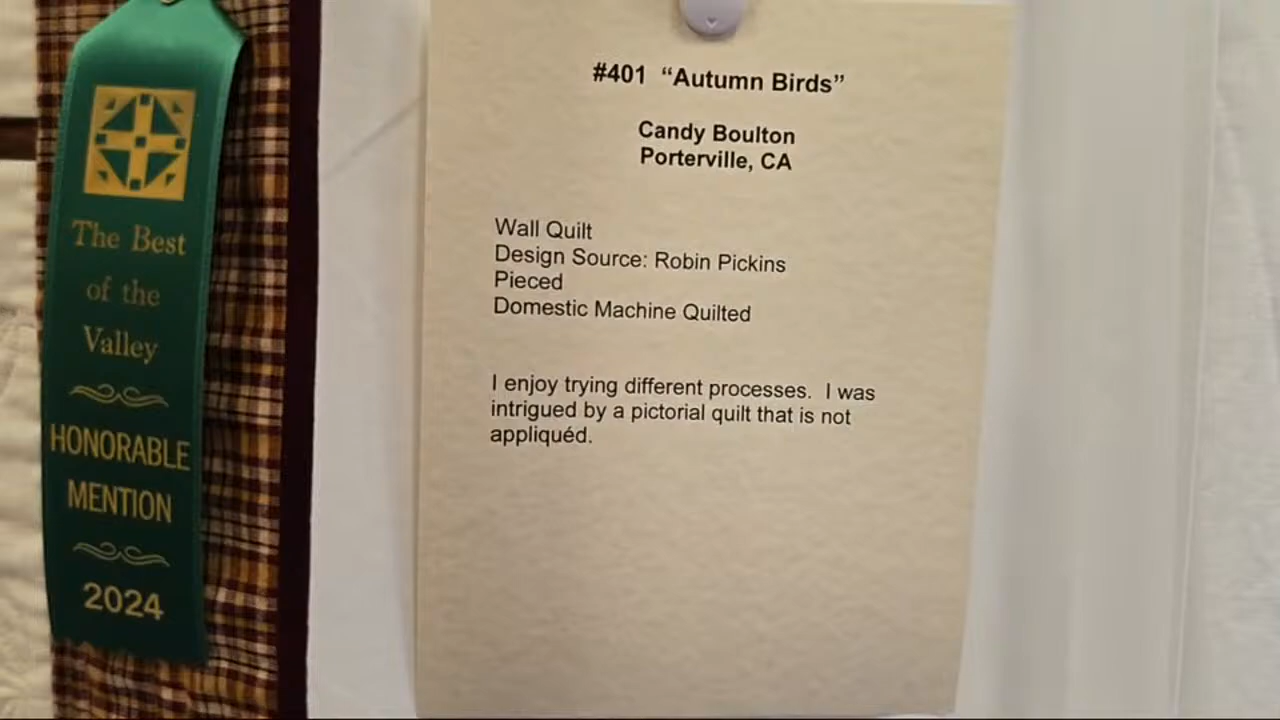 The Best
of the
Valley
HONORABLE
MENTION
2024
#401 “Autumn Birds”
Candy Boulton
Porterville, CA
Wall Quilt
Design Source: Robin Pickins
Pieced
Domestic Machine Quilted
I enjoy trying different processes. I was
intrigued by a pictorial quilt that is not
appliquéd.